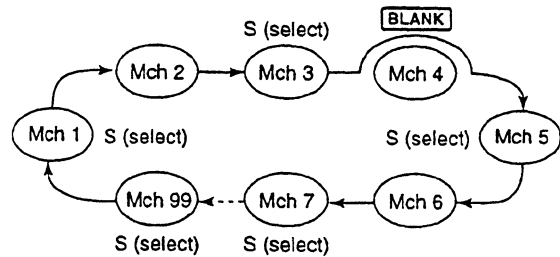 BLANK
S (select)
Mch 2
Mch 3
Mch 4
Mch 1
S (select)
S (select)
Mch 5
Mch 99
Mch 7
Mch 6
S (select)
S (select)